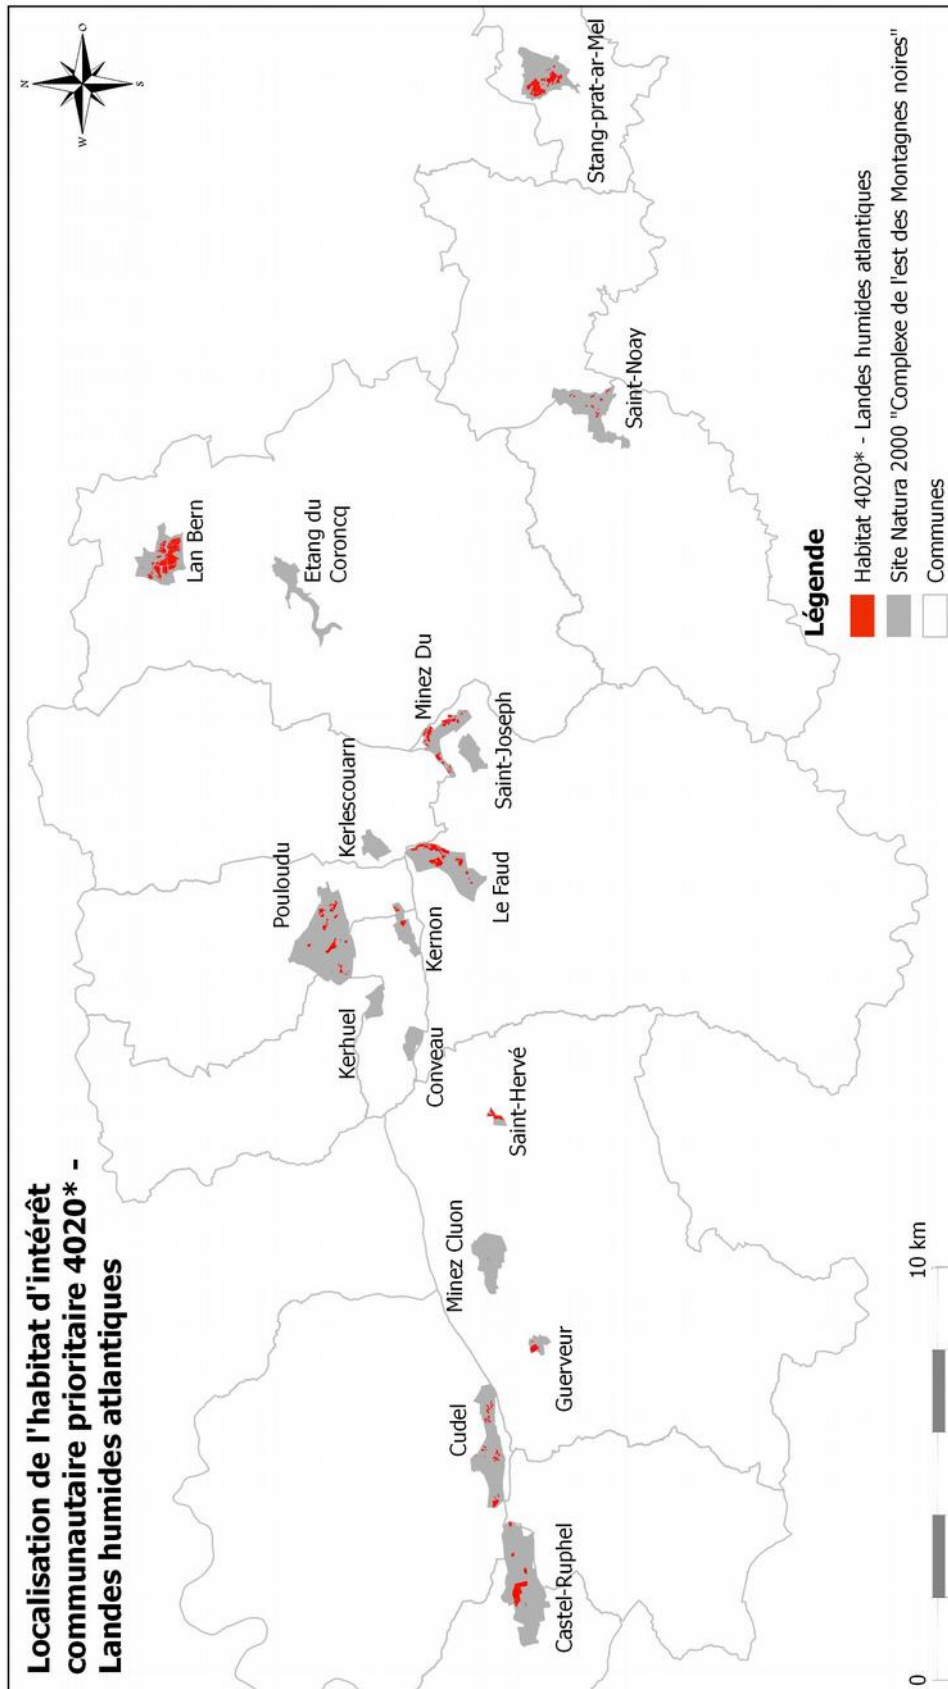 Localisation de l'habitat d'intérêt
communautaire prioritaire 4020* -
Landes humides atlantiques
N
W
O
S
Lan Bern
Etang du
Coroncq
Stang-prat-ar-Mel
Pouloudu
Kerlescouarn
Minez Du
Kerhuel
Kernon
Conveau
Le Faud
Saint-Joseph
Saint-Noay
Saint-Hervé
Minez Cluon
Cudel
Guerveur
Castel-Ruphel
Légende
Habitat 4020* - Landes humides atlantiques
Site Natura 2000 "Complexe de l'est des Montagnes noires"
Communes
0
10 km